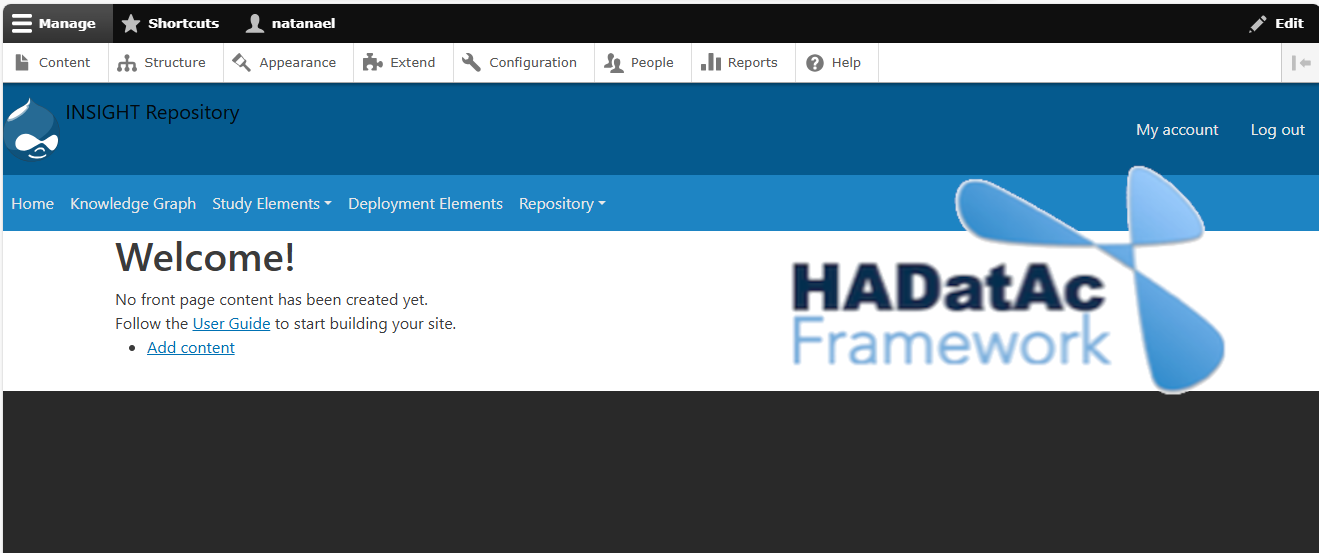 Manage Shortcuts natanael Edit
Content Structure Appearance Extend Configuration People Reports Help
INSIGHT Repository
My account Log out
Home Knowledge Graph Study Elements Deployment Elements Repository
Welcome!
No front page content has been created yet.
Follow the User Guide to start building your site.
Add content
HADatAc
Framework